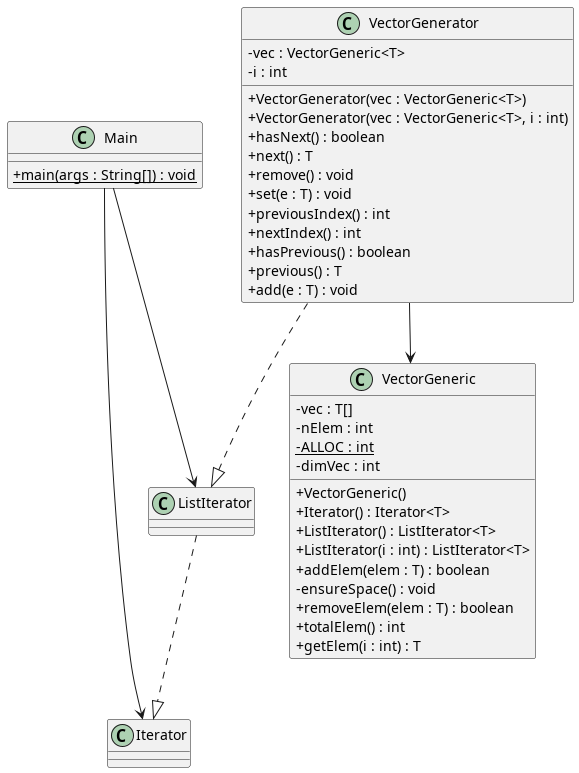 C VectorGenerator
-vec : VectorGeneric<T>
-i : int
+VectorGenerator(vec : VectorGeneric<T>)
+VectorGenerator(vec : VectorGeneric<T>, i : int)
+hasNext() : boolean
+next() : T
+remove() : void
+set(e : T) : void
+previousIndex() : int
+nextIndex() : int
+hasPrevious() : boolean
+previous() : T
+add(e : T) : void
C Main
+main(args : String[]) : void
C VectorGeneric
-vec : T[]
-nElem : int
-ALLOC : int
-dimVec : int
+VectorGeneric()
+Iterator() : Iterator<T>
+ListIterator() : ListIterator<T>
+ListIterator(i : int) : ListIterator<T>
+addElem(elem : T) : boolean
-ensureSpace() : void
+removeElem(elem : T) : boolean
+totalElem() : int
+getElem(i : int) : T
C ListIterator
C Iterator